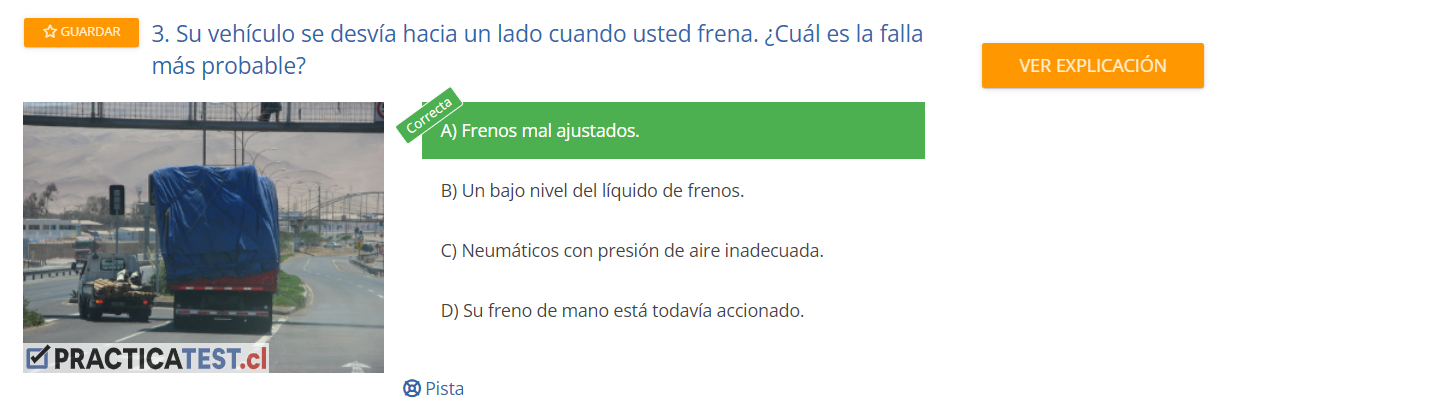 GUARDAR
3. Su vehículo se desvía hacia un lado cuando usted frena. ¿Cuál es la falla
más probable?
VER EXPLICACIÓN
Correcta
A) Frenos mal ajustados.
B) Un bajo nivel del líquido de frenos.
C) Neumáticos con presión de aire inadecuada.
D) Su freno de mano está todavía accionado.
PRACTICATEST.cl
Pista